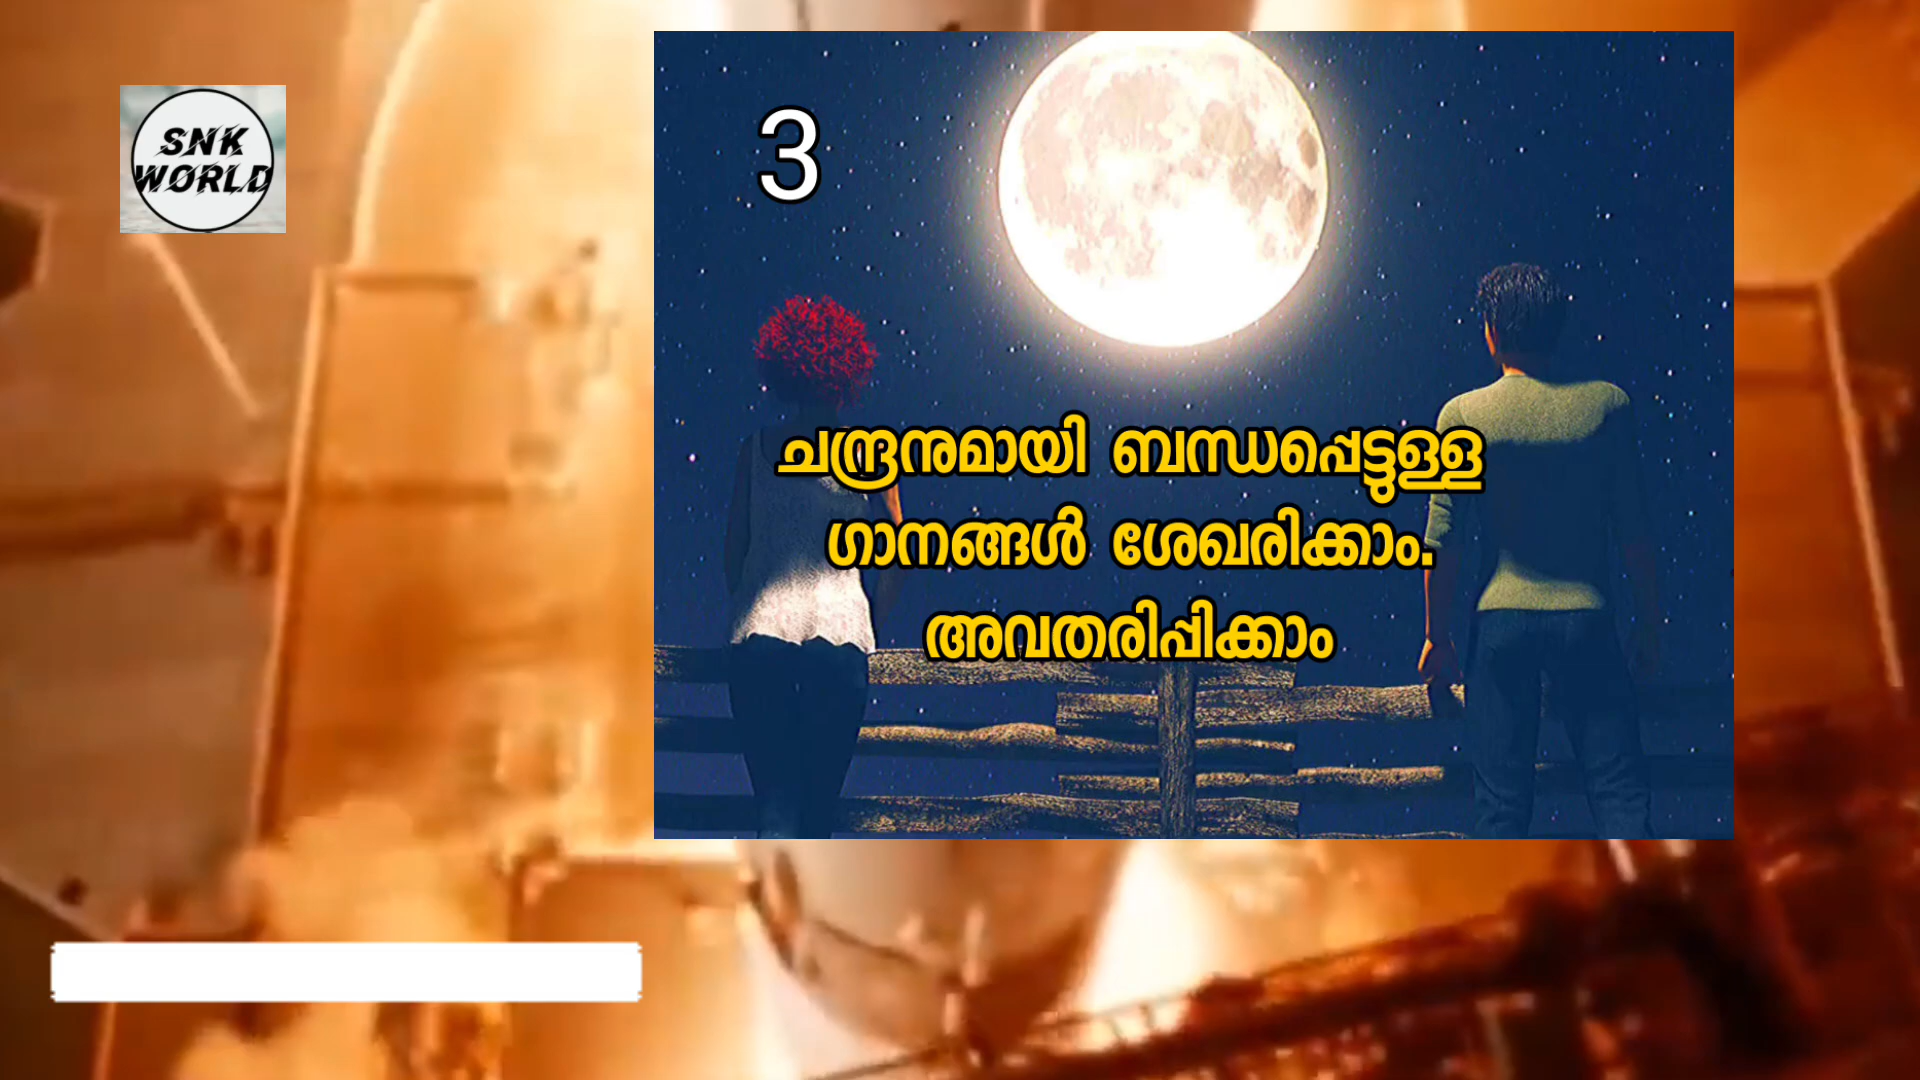 SNK
WORLD
3
ചന്ദ്രനുമായി ബന്ധപ്പെട്ടുള്ള
ഗാനങ്ങൾ ശേഖരിക്കാം.
അവതരിപ്പിക്കാം